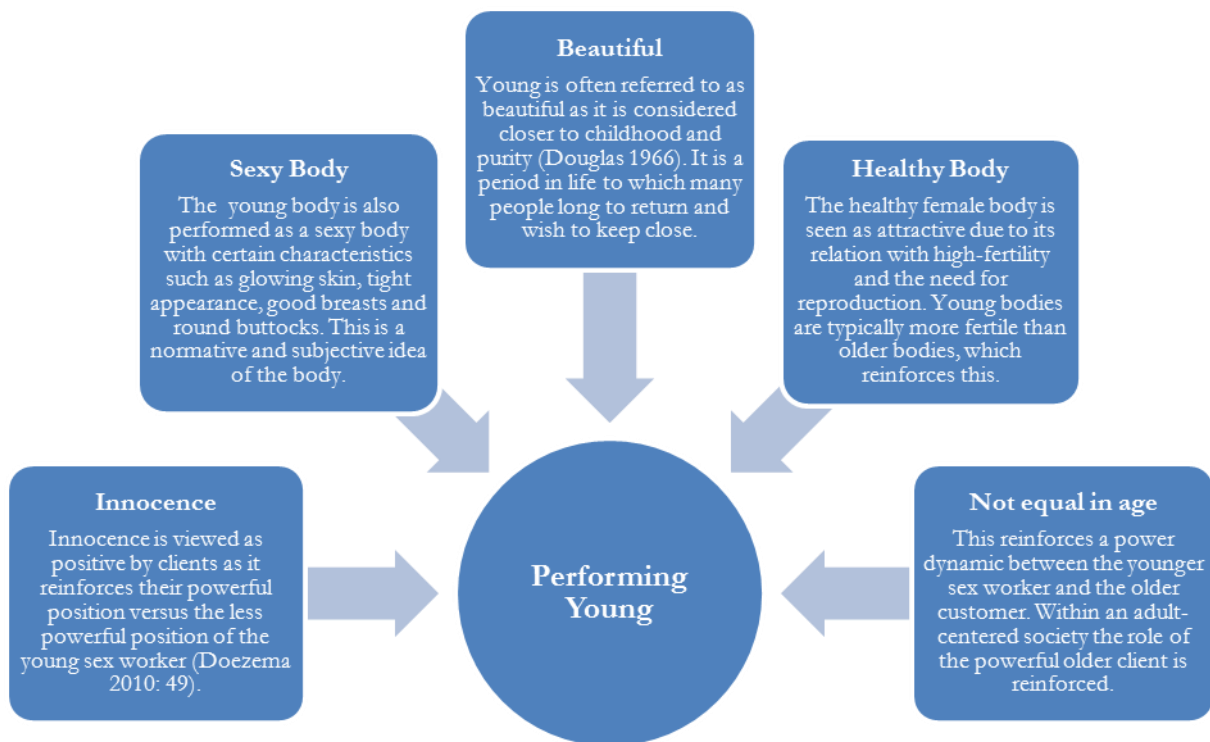 Innocence
Innocence is viewed as
positive by clients as it
reinforces their powerful
position versus the less
powerful position of the
young sex worker (Doezema
2010: 49).
Sexy Body
The  young body is also
performed as a sexy body
with certain characteristics
such as glowing skin, tight
appearance, good breasts and
round buttocks. This is a
normative and subjective idea
of the body.
Beautiful
Young is often referred to as
beautiful as it is considered
closer to childhood and
purity (Douglas 1966). It is a
period in life to which many
people long to return and
wish to keep close.
Healthy Body
The healthy female body is
seen as attractive due to its
relation with high-fertility
and the need for
reproduction. Young bodies
are typically more fertile than
older bodies, which
reinforces this.
Not equal in age
This reinforces a power
dynamic between the younger
sex worker and the older
customer. Within an adult-
centered society the role of
the powerful older client is
reinforced.
Performing
Young